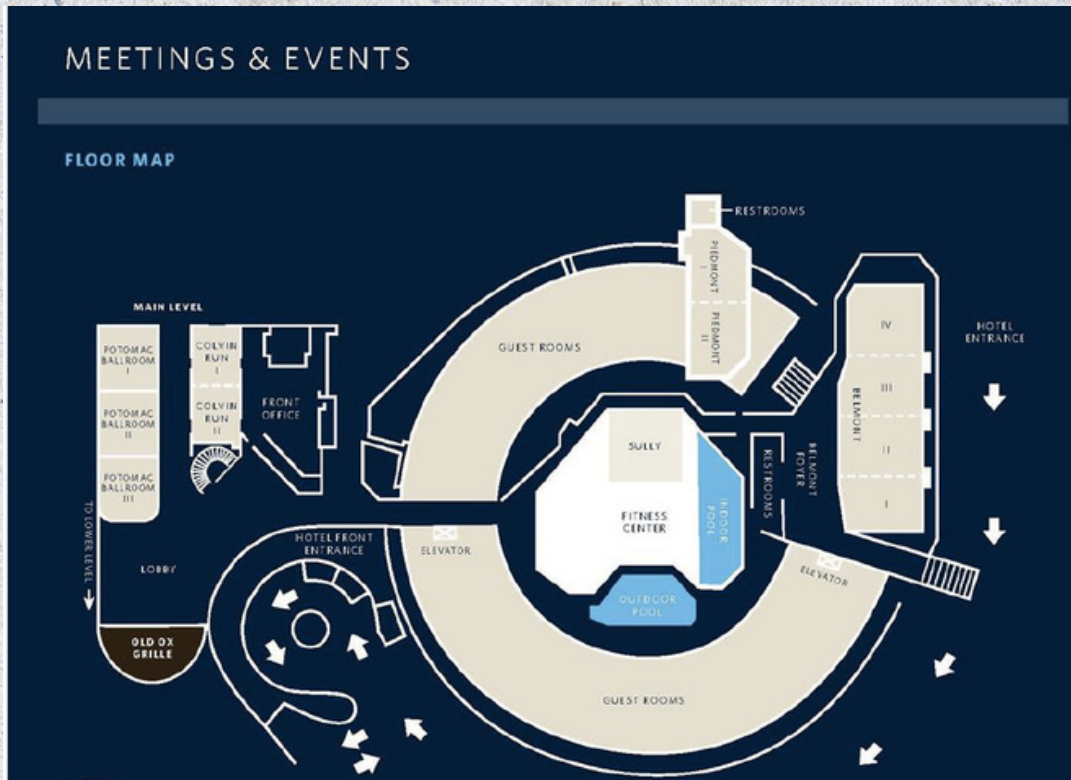 MEETINGS & EVENTS
FLOOR MAP
RESTROOMS
PIEDMONT
I
PIEDMONT
II
MAIN LEVEL
POTOMAC
BALLROOM
I
POTOMAC
BALLROOM
II
POTOMAC
BALLROOM
III
COLVIN
RUN
I
COLVIN
RUN
II
FRONT
OFFICE
GUEST ROOMS
IV
III
II
I
BELMONT
HOTEL
ENTRANCE
SULLY
FITNESS
CENTER
INDOOR
POOL
RESTROOMS
BELMONT
FOYER
TO LOWER LEVEL
LOBBY
HOTEL FRONT
ENTRANCE
ELEVATOR
ELEVATOR
OUTDOOR
POOL
OLD OX
GRILLE
GUEST ROOMS